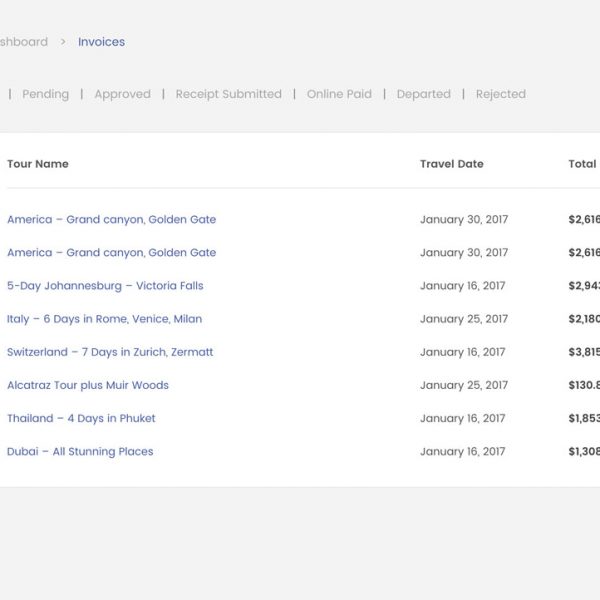 shboard > Invoices
| Pending | Approved | Receipt Submitted | Online Paid | Departed | Rejected
Tour Name Travel Date Total
America – Grand canyon, Golden Gate January 30, 2017 $2,616
America – Grand canyon, Golden Gate January 30, 2017 $2,616
5-Day Johannesburg – Victoria Falls January 16, 2017 $2,943
Italy – 6 Days in Rome, Venice, Milan January 25, 2017 $2,180
Switzerland – 7 Days in Zurich, Zermatt January 16, 2017 $3,815
Alcatraz Tour plus Muir Woods January 25, 2017 $130.8
Thailand – 4 Days in Phuket January 16, 2017 $1,853
Dubai – All Stunning Places January 16, 2017 $1,308